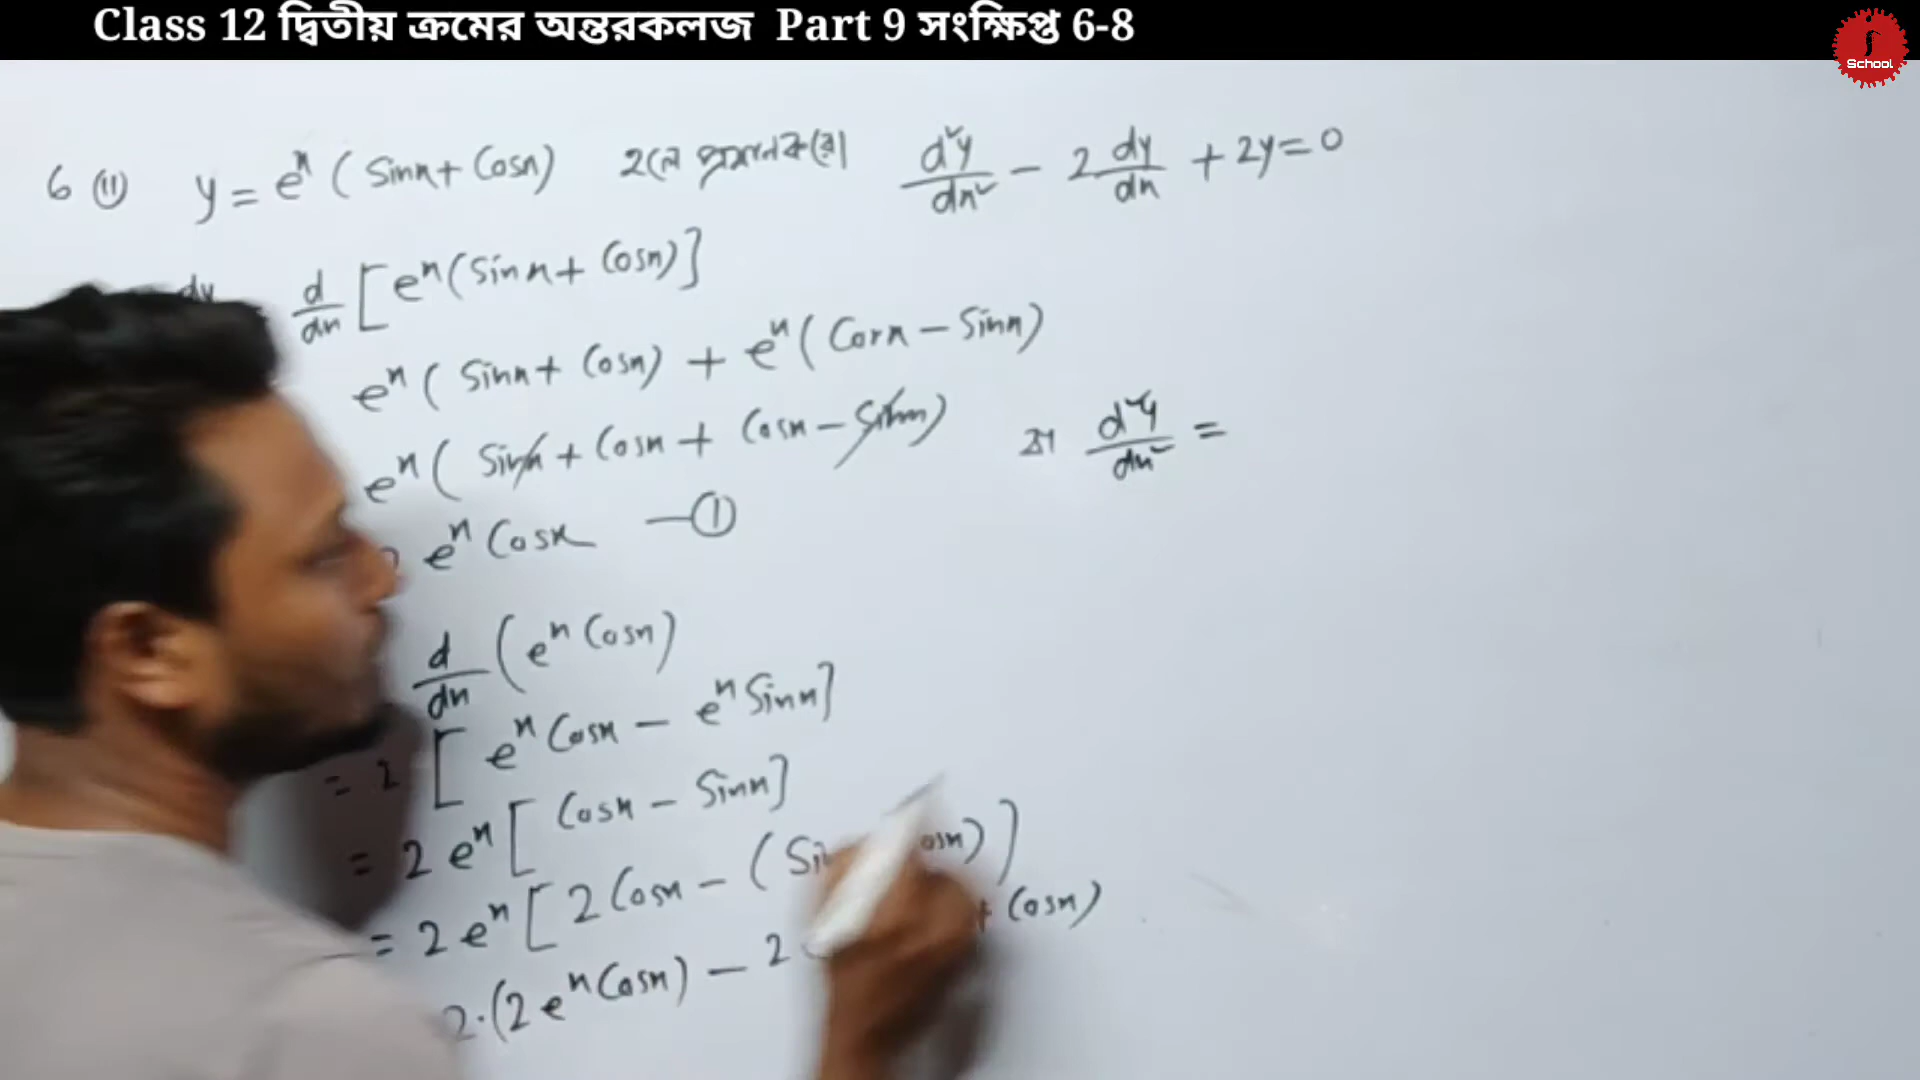 Class 12 দ্বিতীয় ক্রমের অন্তরকলজ Part 9 সংক্ষিপ্ত 6-8
School
6 (ii) y = eˣ (Sinx + Cosx) হলে প্রমাণ করো d²y/dx² - 2 dy/dx + 2y = 0
dy d/dx [eˣ (Sinx + Cosx)]
eˣ (Sinx + Cosx) + eˣ (Cosx - Sinx)
eˣ (Sinx + Cosx + Cosx - Sinx)
বা d²y/dx² =
eˣ Cosx —①
d/dx (eˣ Cosx)
= 2 [eˣ Cosx - eˣ Sinx]
= 2 eˣ [Cosx - Sinx]
= 2 eˣ [2 Cosx - (Si osx)]
2·(2 eˣ Cosx) - 2 + Cosx)